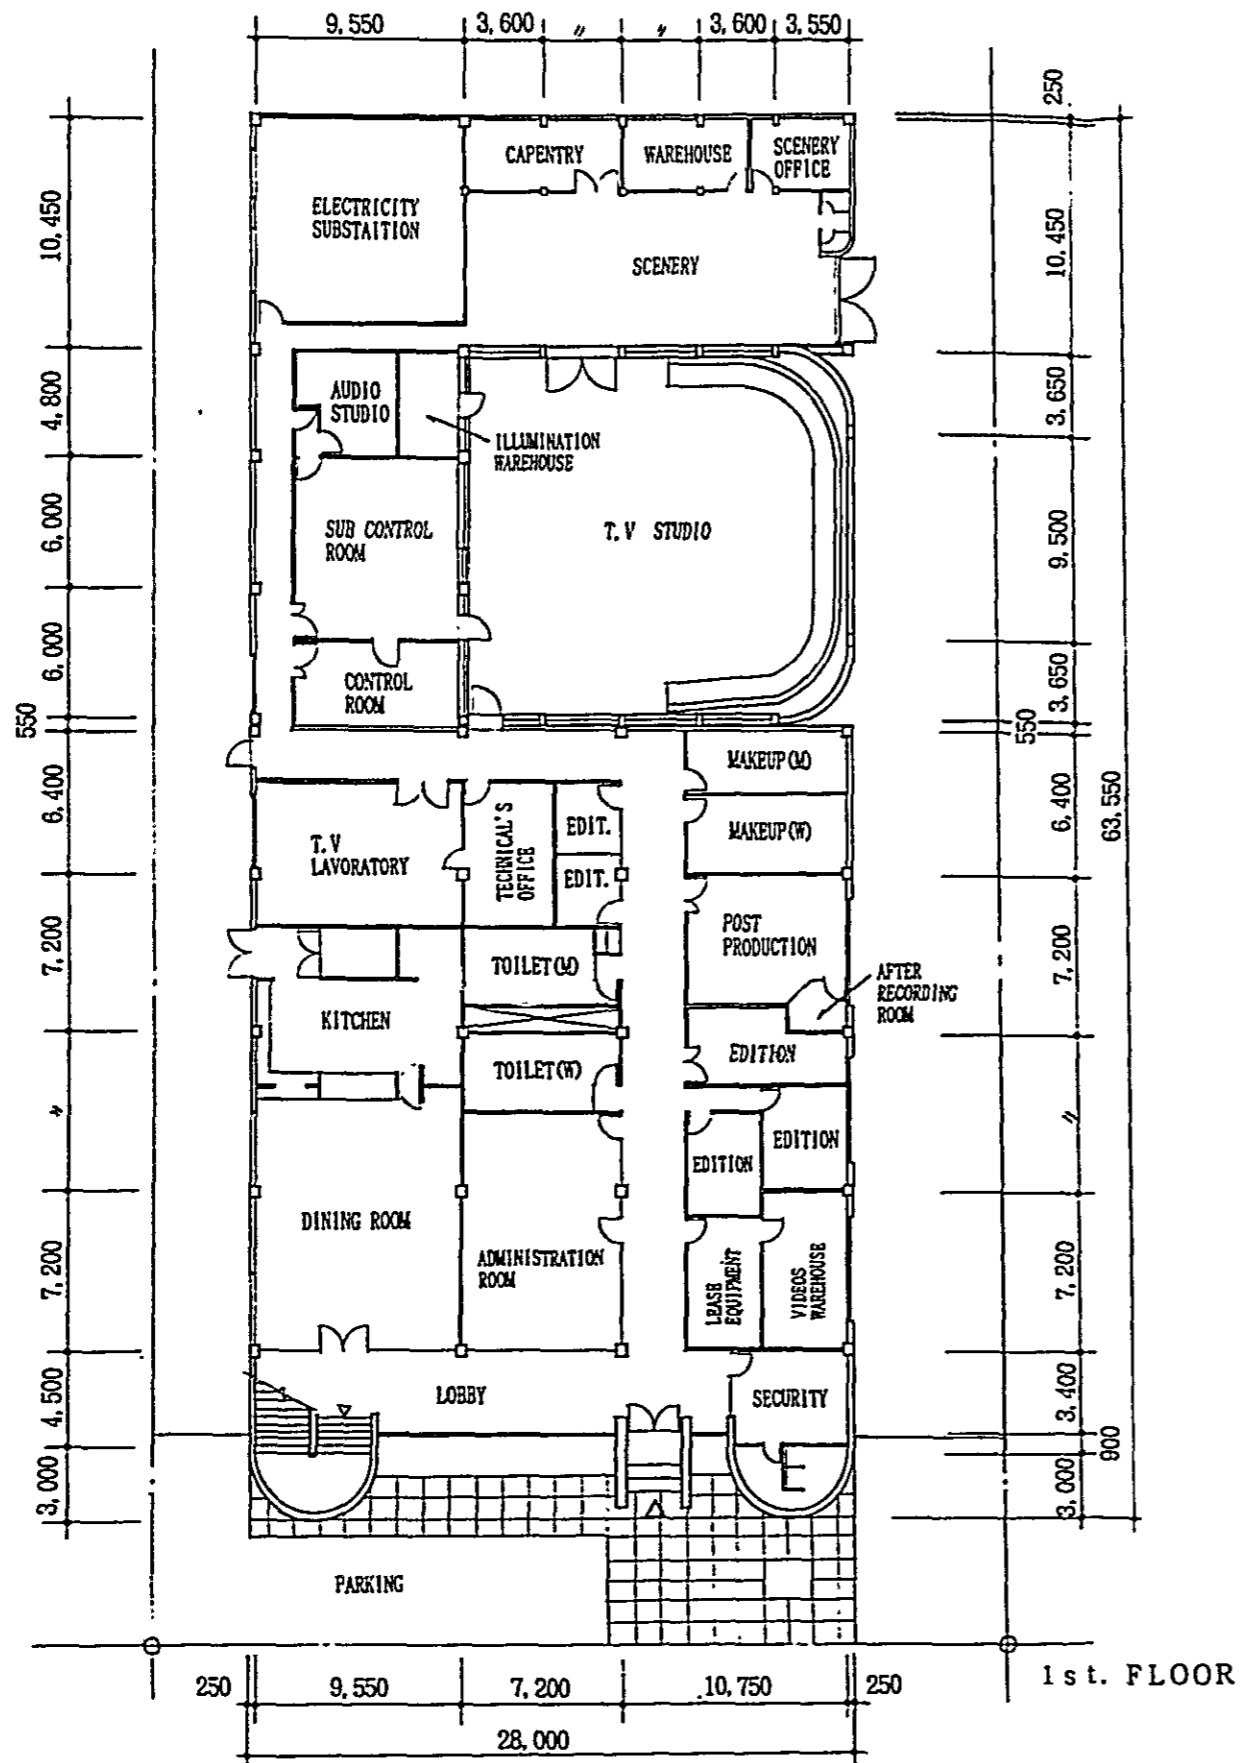 9,550 3,600 〃 〃 3,600 3,550
250
CAPENTRY
WAREHOUSE
SCENERY
OFFICE
ELECTRICITY
SUBSTAITION
SCENERY
10,450
10,450
AUDIO
STUDIO
ILLUMINATION
WAREHOUSE
4,800
3,650
SUB CONTROL
ROOM
T.V STUDIO
6,000
9,500
CONTROL
ROOM
6,000
3,650
550
550
MAKEUP(M)
MAKEUP(W)
T.V
LAVORATORY
TECHNICAL'S
OFFICE
EDIT.
EDIT.
6,400
6,400
63,550
POST
PRODUCTION
TOILET(M)
AFTER
RECORDING
ROOM
KITCHEN
7,200
7,200
EDITION
TOILET(W)
〃
〃
EDITION
EDITION
DINING ROOM
ADMINISTRATION
ROOM
LEASE
EQUIPMENT
VIDEOS
WAREHOUSE
7,200
7,200
LOBBY
SECURITY
4,500
3,400
900
3,000
3,000
PARKING
250 9,550 7,200 10,750 250
28,000
1st. FLOOR